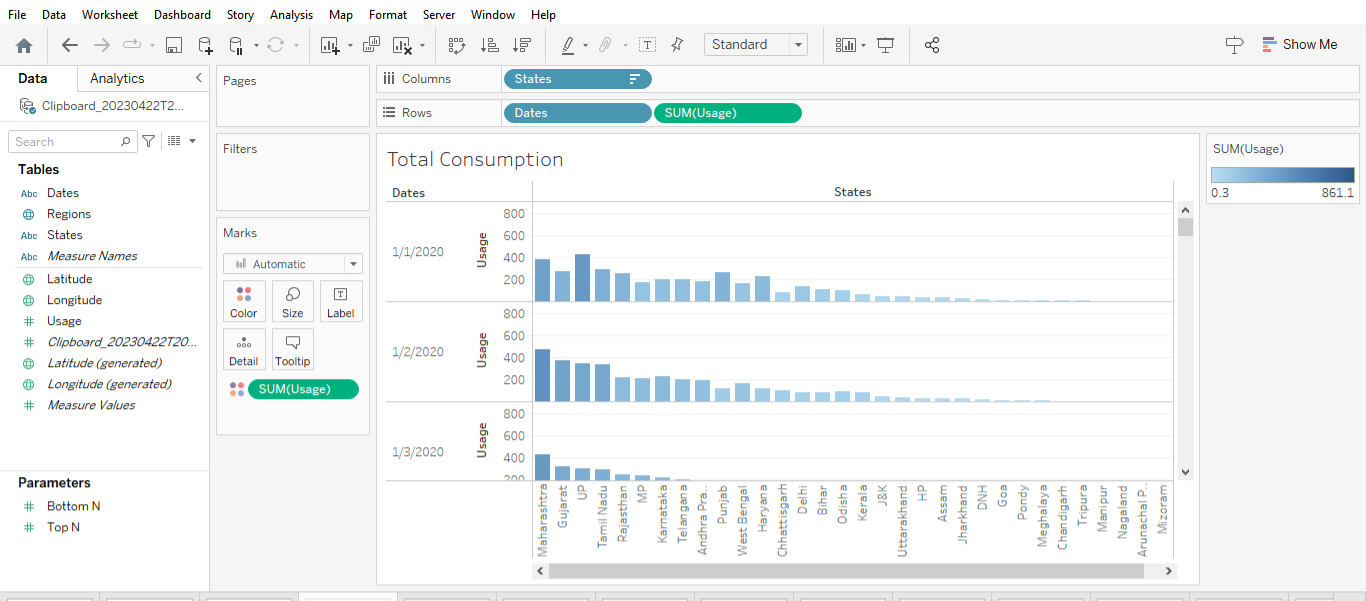 File Data Worksheet Dashboard Story Analysis Map Format Server Window Help
Standard
Show Me
Data Analytics
Clipboard_20230422T2...
Search
Tables
Abc Dates
Regions
Abc States
Abc Measure Names
Latitude
Longitude
# Usage
# Clipboard_20230422T20...
Latitude (generated)
Longitude (generated)
# Measure Values
Parameters
# Bottom N
# Top N
Pages
Filters
Marks
Automatic
Color Size Label
Detail Tooltip
SUM(Usage)
Columns States
Rows Dates SUM(Usage)
Total Consumption
Dates States
1/1/2020 Usage 800 600 400 200
1/2/2020 Usage 800 600 400 200
1/3/2020 Usage 800 600 400 200
Maharashtra
Gujarat
UP
Tamil Nadu
Rajasthan
MP
Karnataka
Telangana
Andhra Pra..
Punjab
West Bengal
Haryana
Chhattisgarh
Delhi
Bihar
Odisha
Kerala
J&K
Uttarakhand
HP
Assam
Jharkhand
DNH
Goa
Pondy
Meghalaya
Chandigarh
Tripura
Manipur
Nagaland
Arunachal P..
Mizoram
SUM(Usage)
0.3 861.1